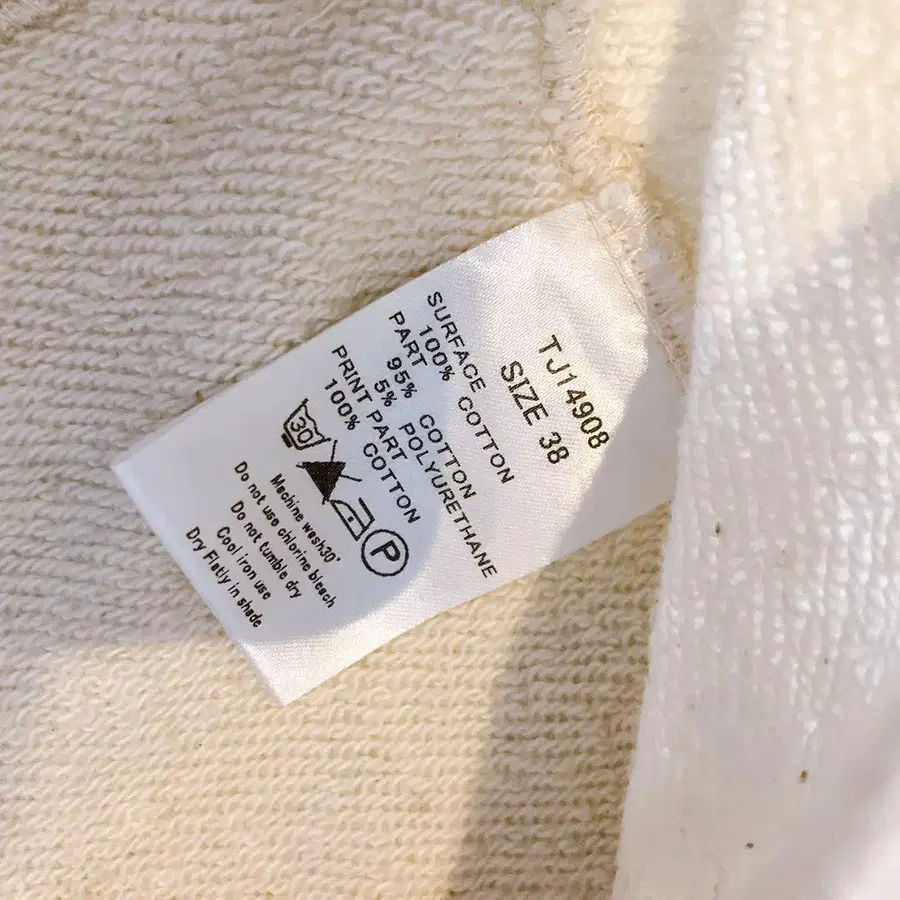 TJ14908
SIZE 38
SURFACE COTTON
100%
PART
95% COTTON
5% POLYURETHANE
PRINT PART
100% COTTON
30
P
Machine wash30°
Do not use chlorine bleach
Do not tumble dry
Cool iron use
Dry Flatly in shade